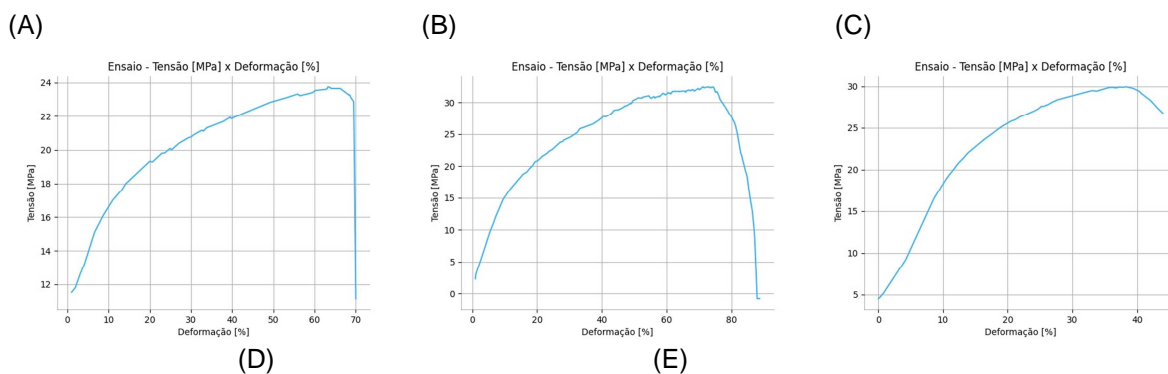 (A)
(B)
(C)
Ensaio - Tensão [MPa] x Deformação [%]
Ensaio - Tensão [MPa] x Deformação [%]
Ensaio - Tensão [MPa] x Deformação [%]
Tensão [MPa]
24
22
20
18
16
14
12
0 10 20 30 40 50 60 70
Deformação [%]
Tensão [MPa]
30
25
20
15
10
5
0
0 20 40 60 80
Deformação [%]
Tensão [MPa]
30
25
20
15
10
5
0 10 20 30 40
Deformação [%]
(D)
(E)